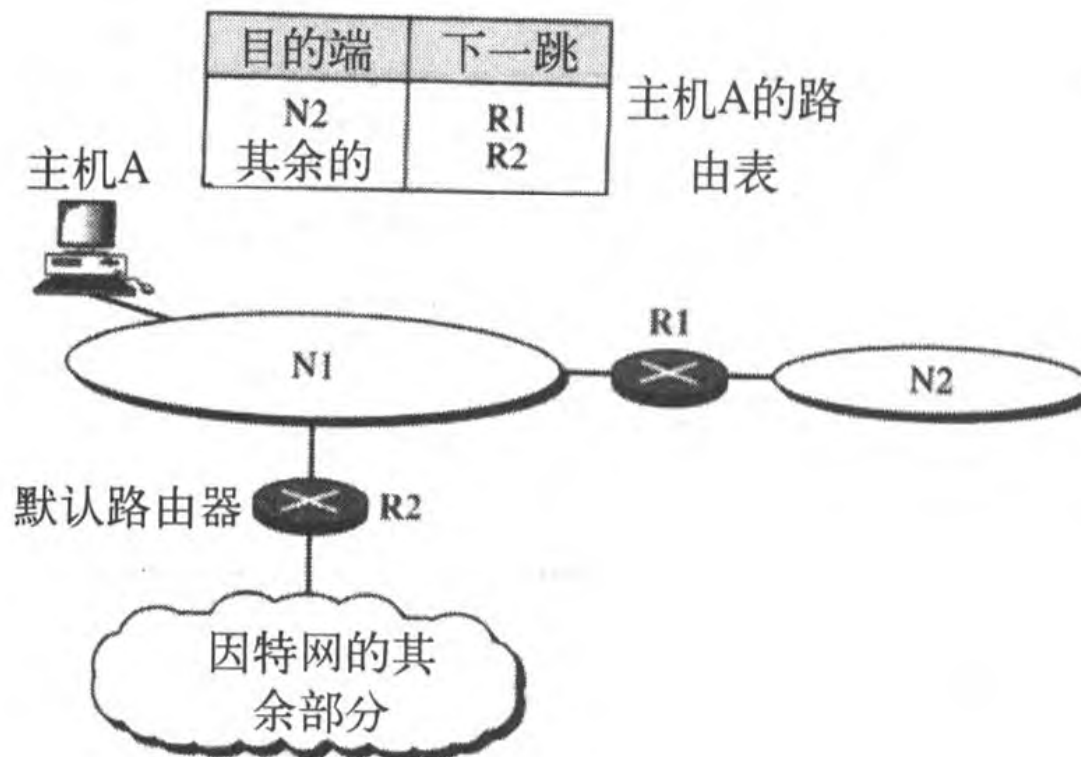 目的端 下一跳
N2 R1
其余的 R2
主机A的路
由表
主机A
R1
N1
N2
默认路由器
R2
因特网的其
余部分